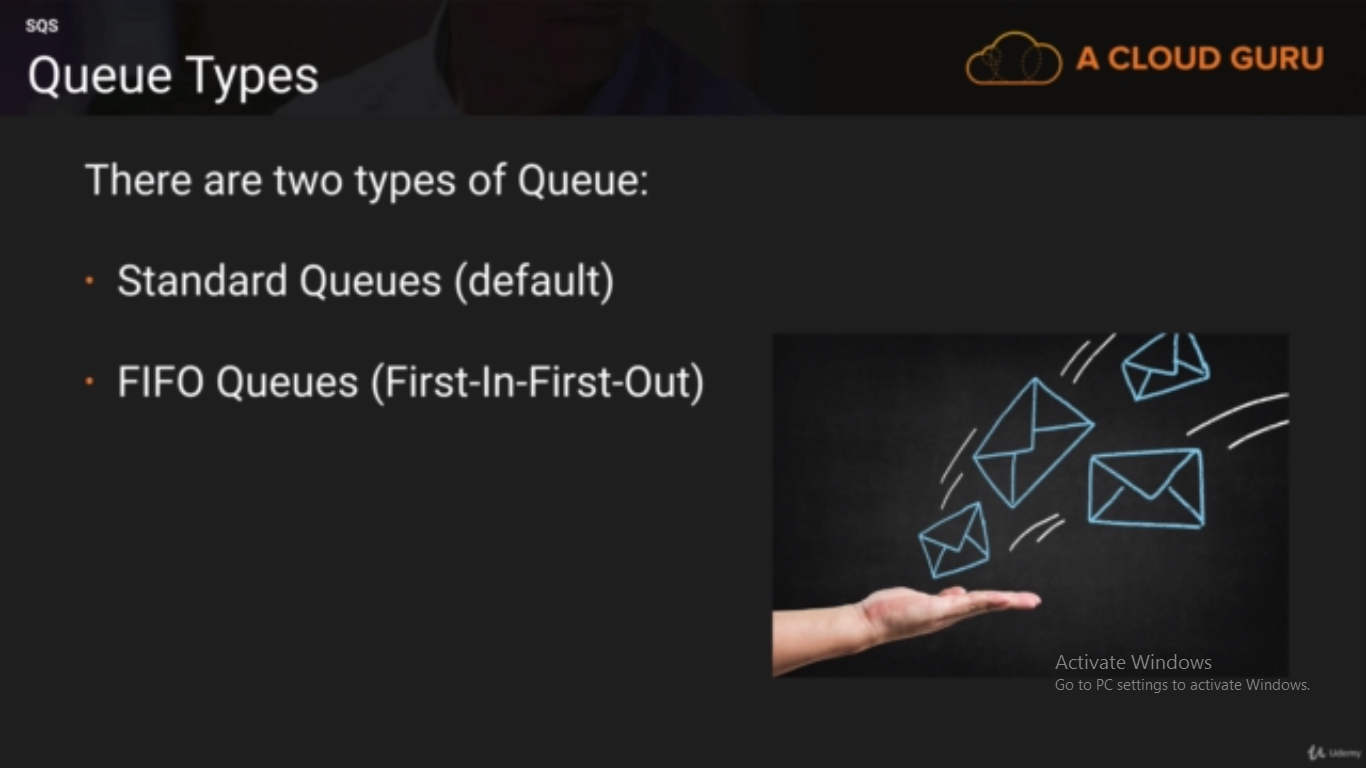 SQS
Queue Types
A CLOUD GURU
There are two types of Queue:
• Standard Queues (default)
• FIFO Queues (First-In-First-Out)
Activate Windows
Go to PC settings to activate Windows.
Udemy